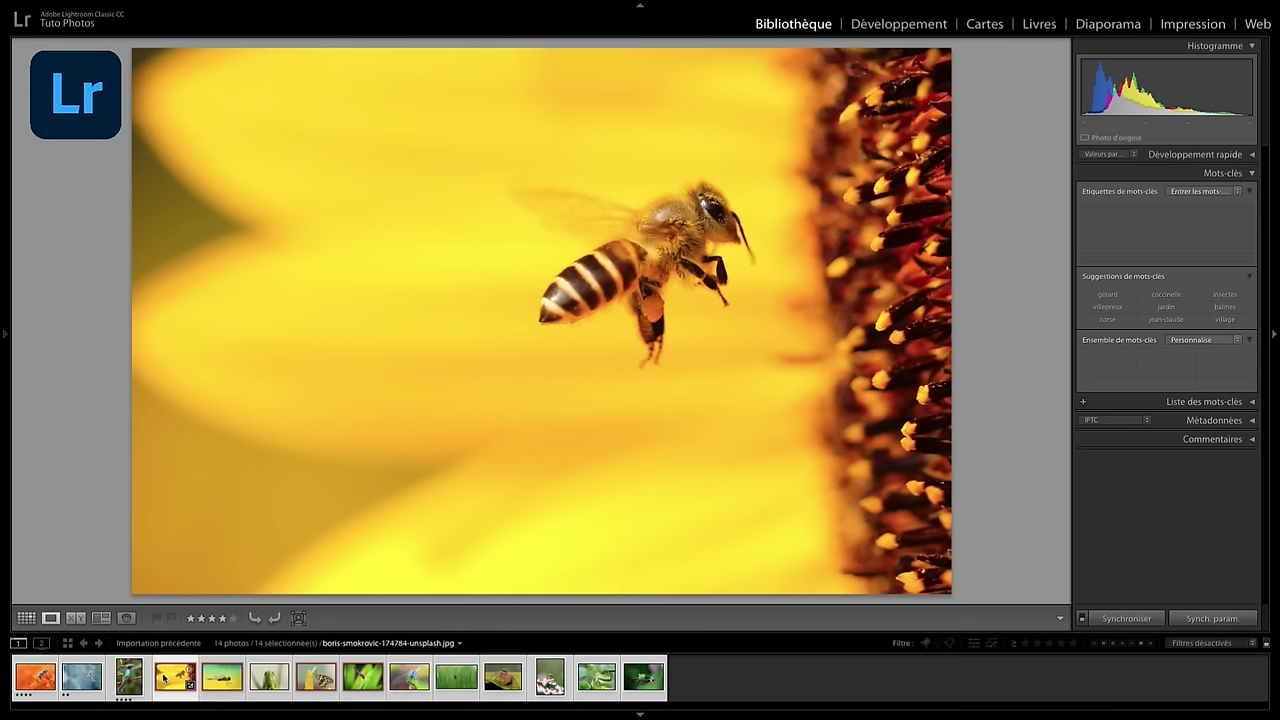 Lr
Adobe Lightroom Classic CC
Tuto Photos
Bibliothèque | Développement | Cartes | Livres | Diaporama | Impression | Web
Lr
Histogramme
Photo d'origine
Valeurs par...
Développement rapide
Mots-clés
Etiquettes de mots-clés
Entrer les mots-...
Suggestions de mots-clés
gérard coccinelle insectes
villepreux jardin balmes
corse jean-claude village
Ensemble de mots-clés
Personnalisé
+ Liste des mots-clés
IPTC
Métadonnées
Commentaires
XY
Synchroniser
Synch. param.
1 2
Importation précédente
14 photos /14 sélectionnée(s) /boris-smokrovic-174784-unsplash.jpg
Filtre :
Filtres désactivés